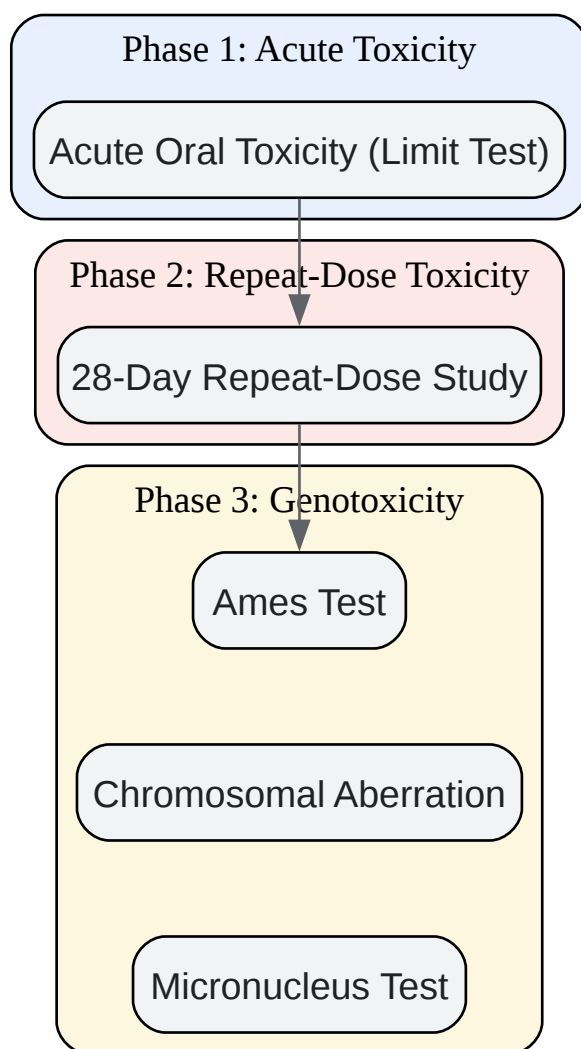 Phase 1: Acute Toxicity
Acute Oral Toxicity (Limit Test)
Phase 2: Repeat-Dose Toxicity
28-Day Repeat-Dose Study
Phase 3: Genotoxicity
Ames Test
Chromosomal Aberration
Micronucleus Test